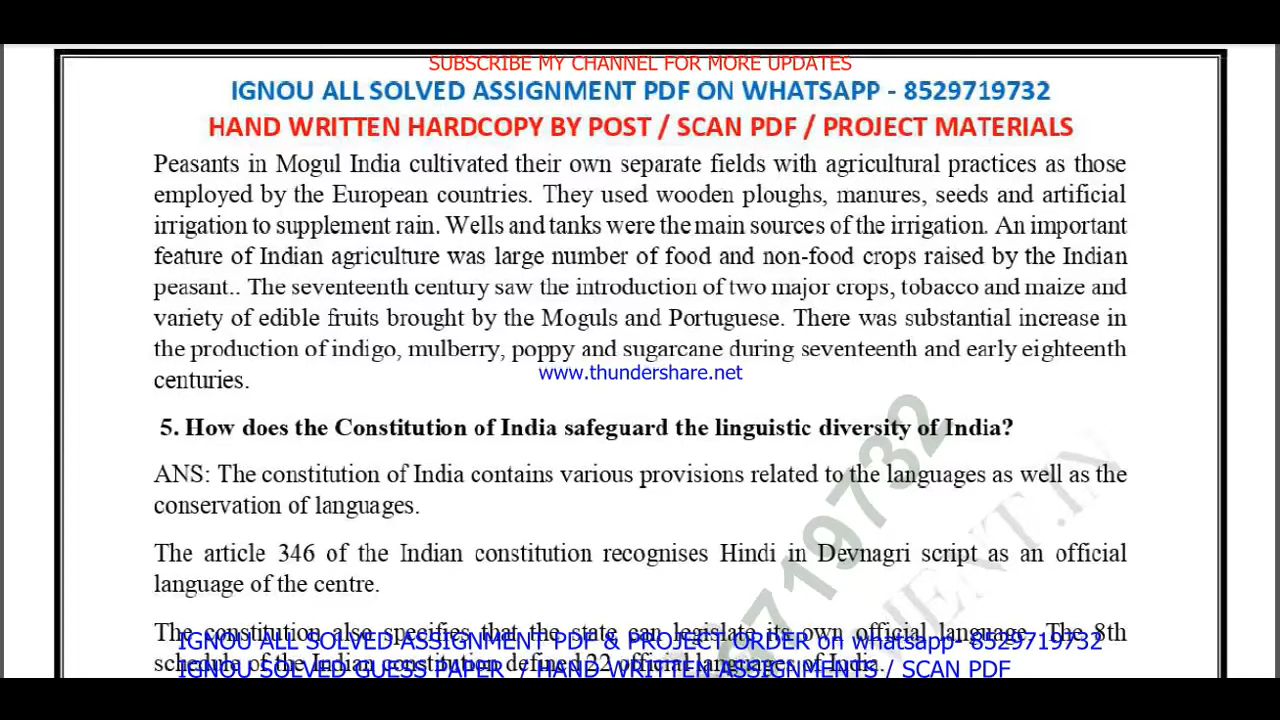 SUBSCRIBE MY CHANNEL FOR MORE UPDATES
IGNOU ALL SOLVED ASSIGNMENT PDF ON WHATSAPP - 8529719732
HAND WRITTEN HARDCOPY BY POST / SCAN PDF / PROJECT MATERIALS
Peasants in Mogul India cultivated their own separate fields with agricultural practices as those
employed by the European countries. They used wooden ploughs, manures, seeds and artificial
irrigation to supplement rain. Wells and tanks were the main sources of the irrigation. An important
feature of Indian agriculture was large number of food and non-food crops raised by the Indian
peasant.. The seventeenth century saw the introduction of two major crops, tobacco and maize and
variety of edible fruits brought by the Moguls and Portuguese. There was substantial increase in
the production of indigo, mulberry, poppy and sugarcane during seventeenth and early eighteenth
www.thundershare.net
centuries.
5. How does the Constitution of India safeguard the linguistic diversity of India?
ANS: The constitution of India contains various provisions related to the languages as well as the
conservation of languages.
The article 346 of the Indian constitution recognises Hindi in Devnagri script as an official
language of the centre.
The constitution also specifies that the state can legislate its own official language. The 8th
IGNOU ALL SOLVED ASSIGNMENT PDF & PROJECT ORDER on whatsapp- 8529719732
schedule of the Indian constitution defined 22 official languages of India.
IGNOU SOLVED GUESS PAPER / HAND WRITTEN ASSIGNMENTS / SCAN PDF
9719732
MENT.IN